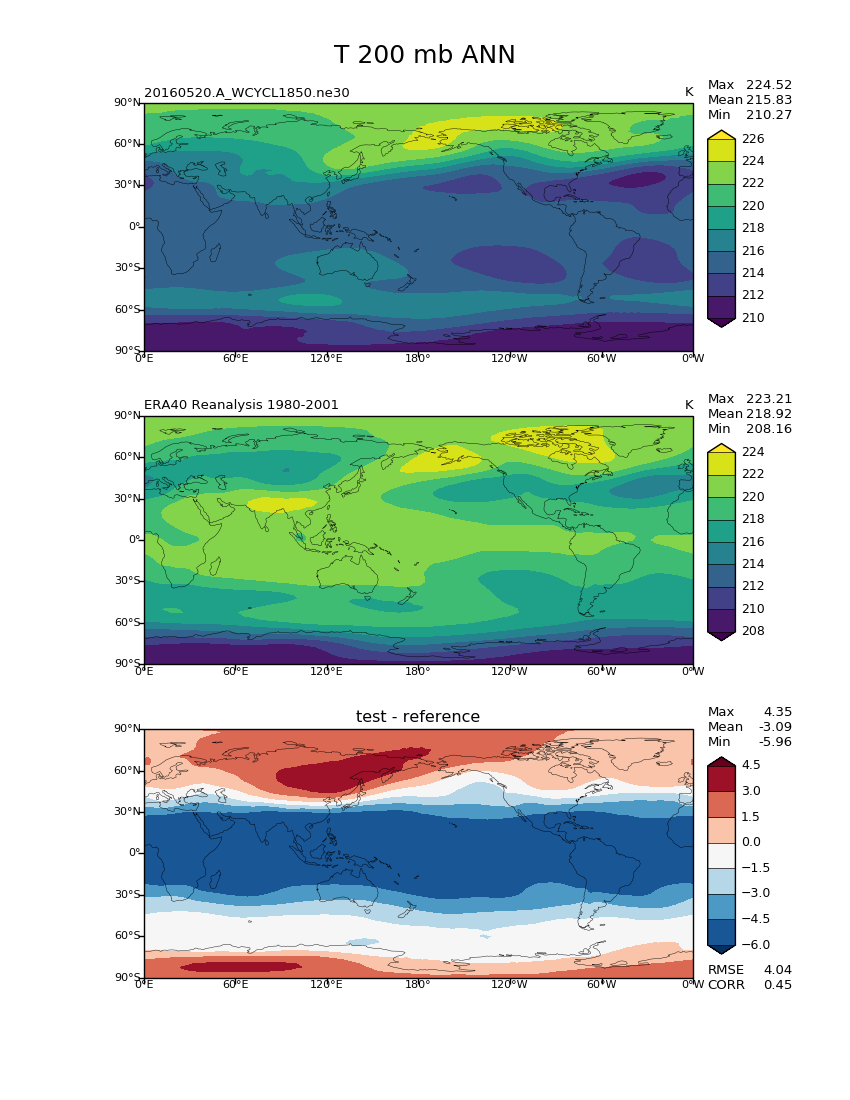 T 200 mb ANN
20160520.A_WCYCL1850.ne30
K
Max 224.52
Mean 215.83
Min 210.27
90°N
60°N
30°N
0°
30°S
60°S
90°S
0°E 60°E 120°E 180° 120°W 60°W 0°W
226
224
222
220
218
216
214
212
210
ERA40 Reanalysis 1980-2001
K
Max 223.21
Mean 218.92
Min 208.16
90°N
60°N
30°N
0°
30°S
60°S
90°S
0°E 60°E 120°E 180° 120°W 60°W 0°W
224
222
220
218
216
214
212
210
208
test - reference
Max 4.35
Mean -3.09
Min -5.96
90°N
60°N
30°N
0°
30°S
60°S
90°S
0°E 60°E 120°E 180° 120°W 60°W 0°W
4.5
3.0
1.5
0.0
−1.5
−3.0
−4.5
−6.0
RMSE 4.04
CORR 0.45